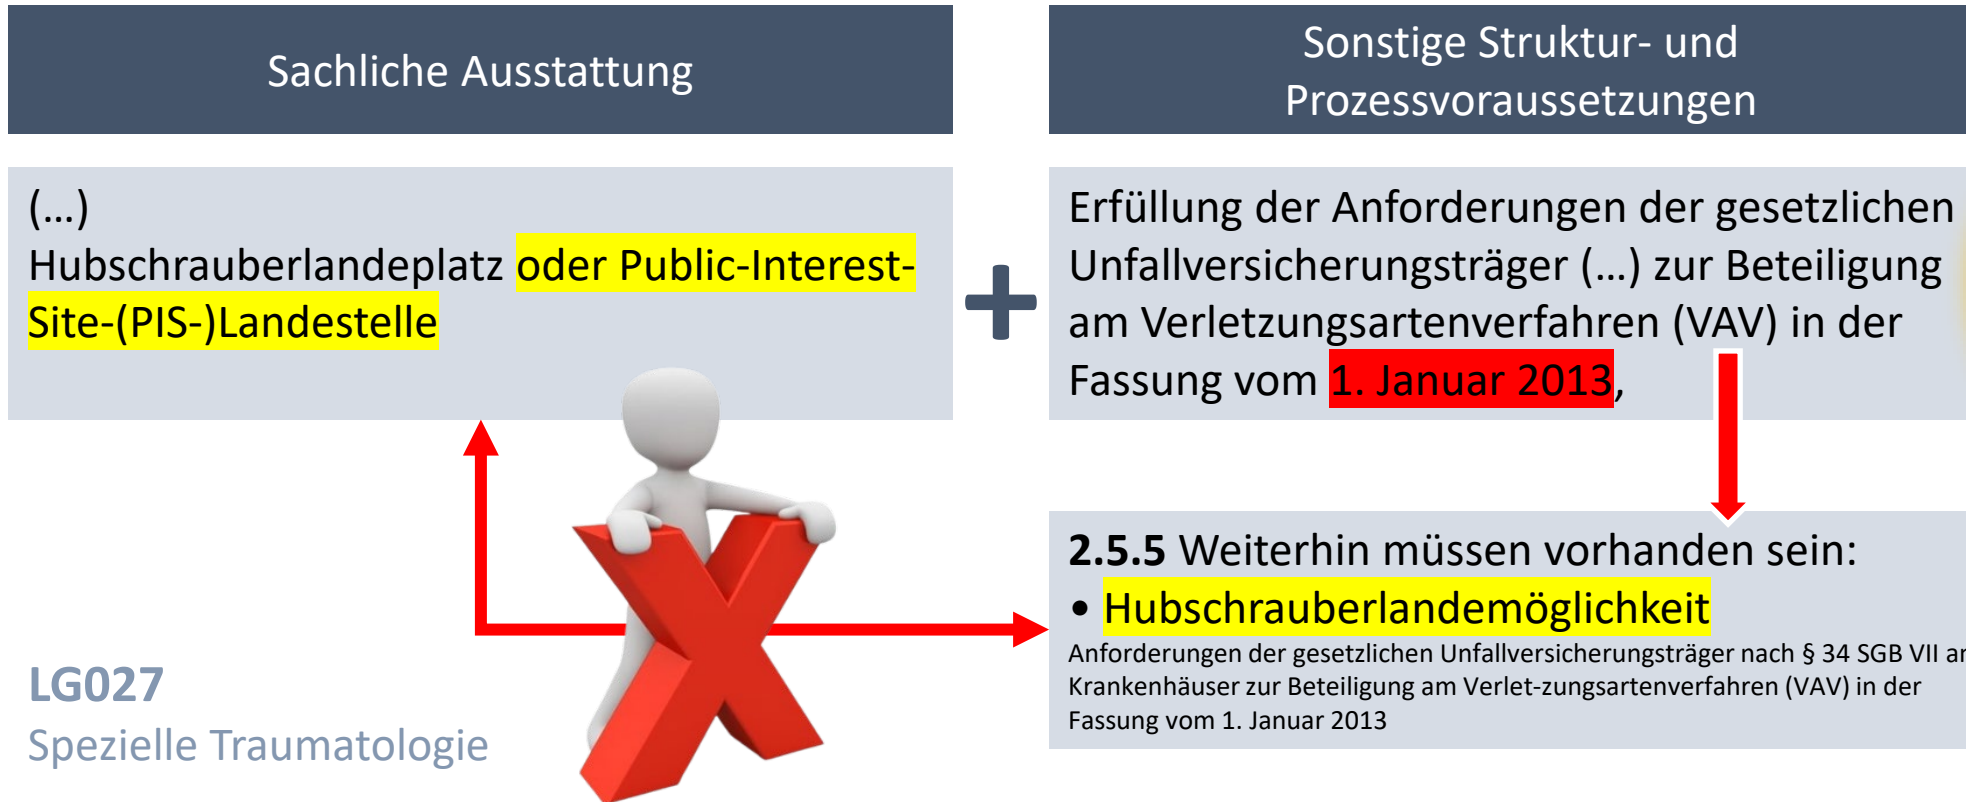 Sachliche Ausstattung
(...)
Hubschrauberlandeplatz oder Public-Interest-
Site-(PIS-)Landestelle
+
Sonstige Struktur- und
Prozessvoraussetzungen
Erfüllung der Anforderungen der gesetzlichen
Unfallversicherungsträger (...) zur Beteiligung
am Verletzungsartenverfahren (VAV) in der
Fassung vom 1. Januar 2013,
2.5.5 Weiterhin müssen vorhanden sein:
• Hubschrauberlandemöglichkeit
Anforderungen der gesetzlichen Unfallversicherungsträger nach § 34 SGB VII
Krankenhäuser zur Beteiligung am Verlet-zungsartenverfahren (VAV) in der
Fassung vom 1. Januar 2013
LG027
Spezielle Traumatologie